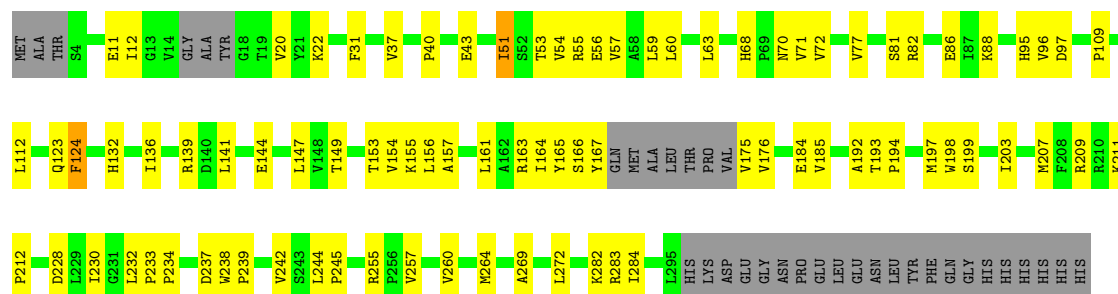 MET ALA THR S4 E11 I12 G13 V14 GLY ALA TYR G18 T19 V20 Y21 K22 F31 V37 P40 E43 I51 S52 T53 V54 R55 E56 V57 A58 L59 L60 L63 H68 P69 N70 V71 V72 V77 S81 R82 E86 I87 K88 H95 V96 D97 P109
L112 Q123 F124 H132 I136 R139 D140 L141 E144 L147 V148 T149 T153 V154 K155 L156 A157 L161 A162 R163 I164 Y165 S166 Y167 GLN MET ALA LEU THR PRO VAL V175 V176 E184 V185 A192 T193 P194 M197 W198 S199 I203 M207 F208 R209 R210 K211
P212 D228 L229 I230 G231 L232 P233 P234 D237 W238 P239 V242 S243 L244 P245 R255 P256 V257 V260 M264 A269 L272 K282 R283 I284 L295 HIS LYS ASP GLU GLY ASN PRO GLU LEU GLU ASN LEU TYR PHE GLN GLY HIS HIS HIS HIS HIS HIS